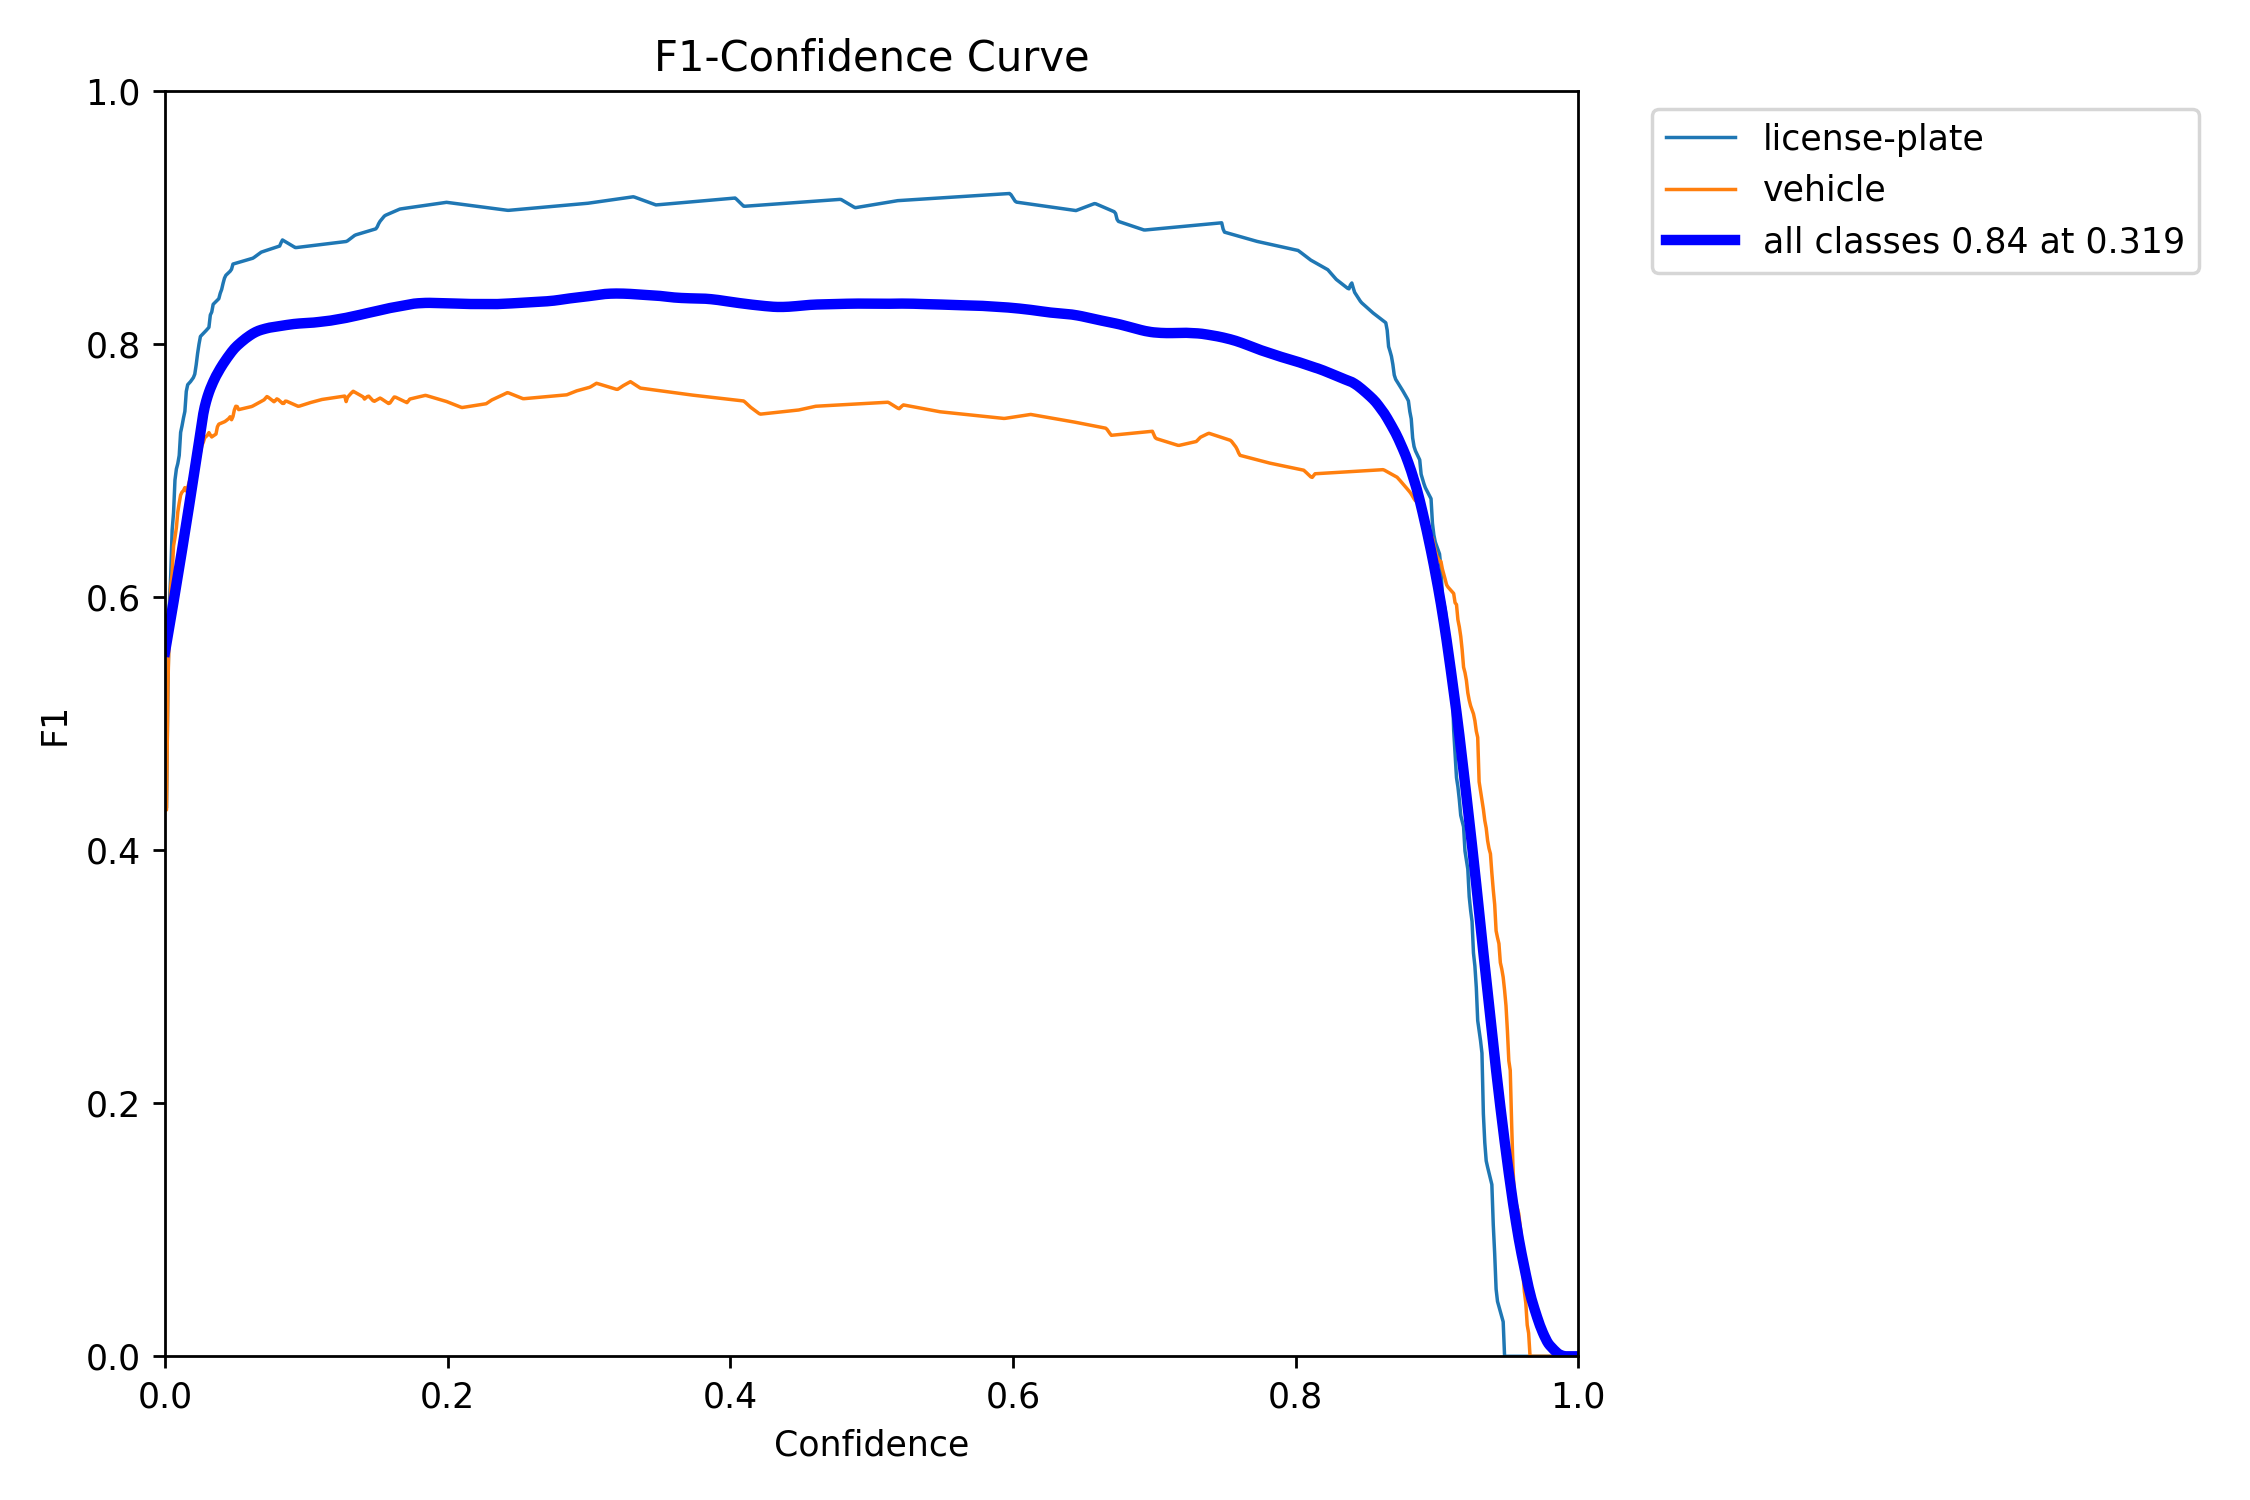 F1-Confidence Curve
1.0
0.8
0.6
0.4
0.2
0.0
F1
0.0 0.2 0.4 0.6 0.8 1.0
Confidence
license-plate
vehicle
all classes 0.84 at 0.319